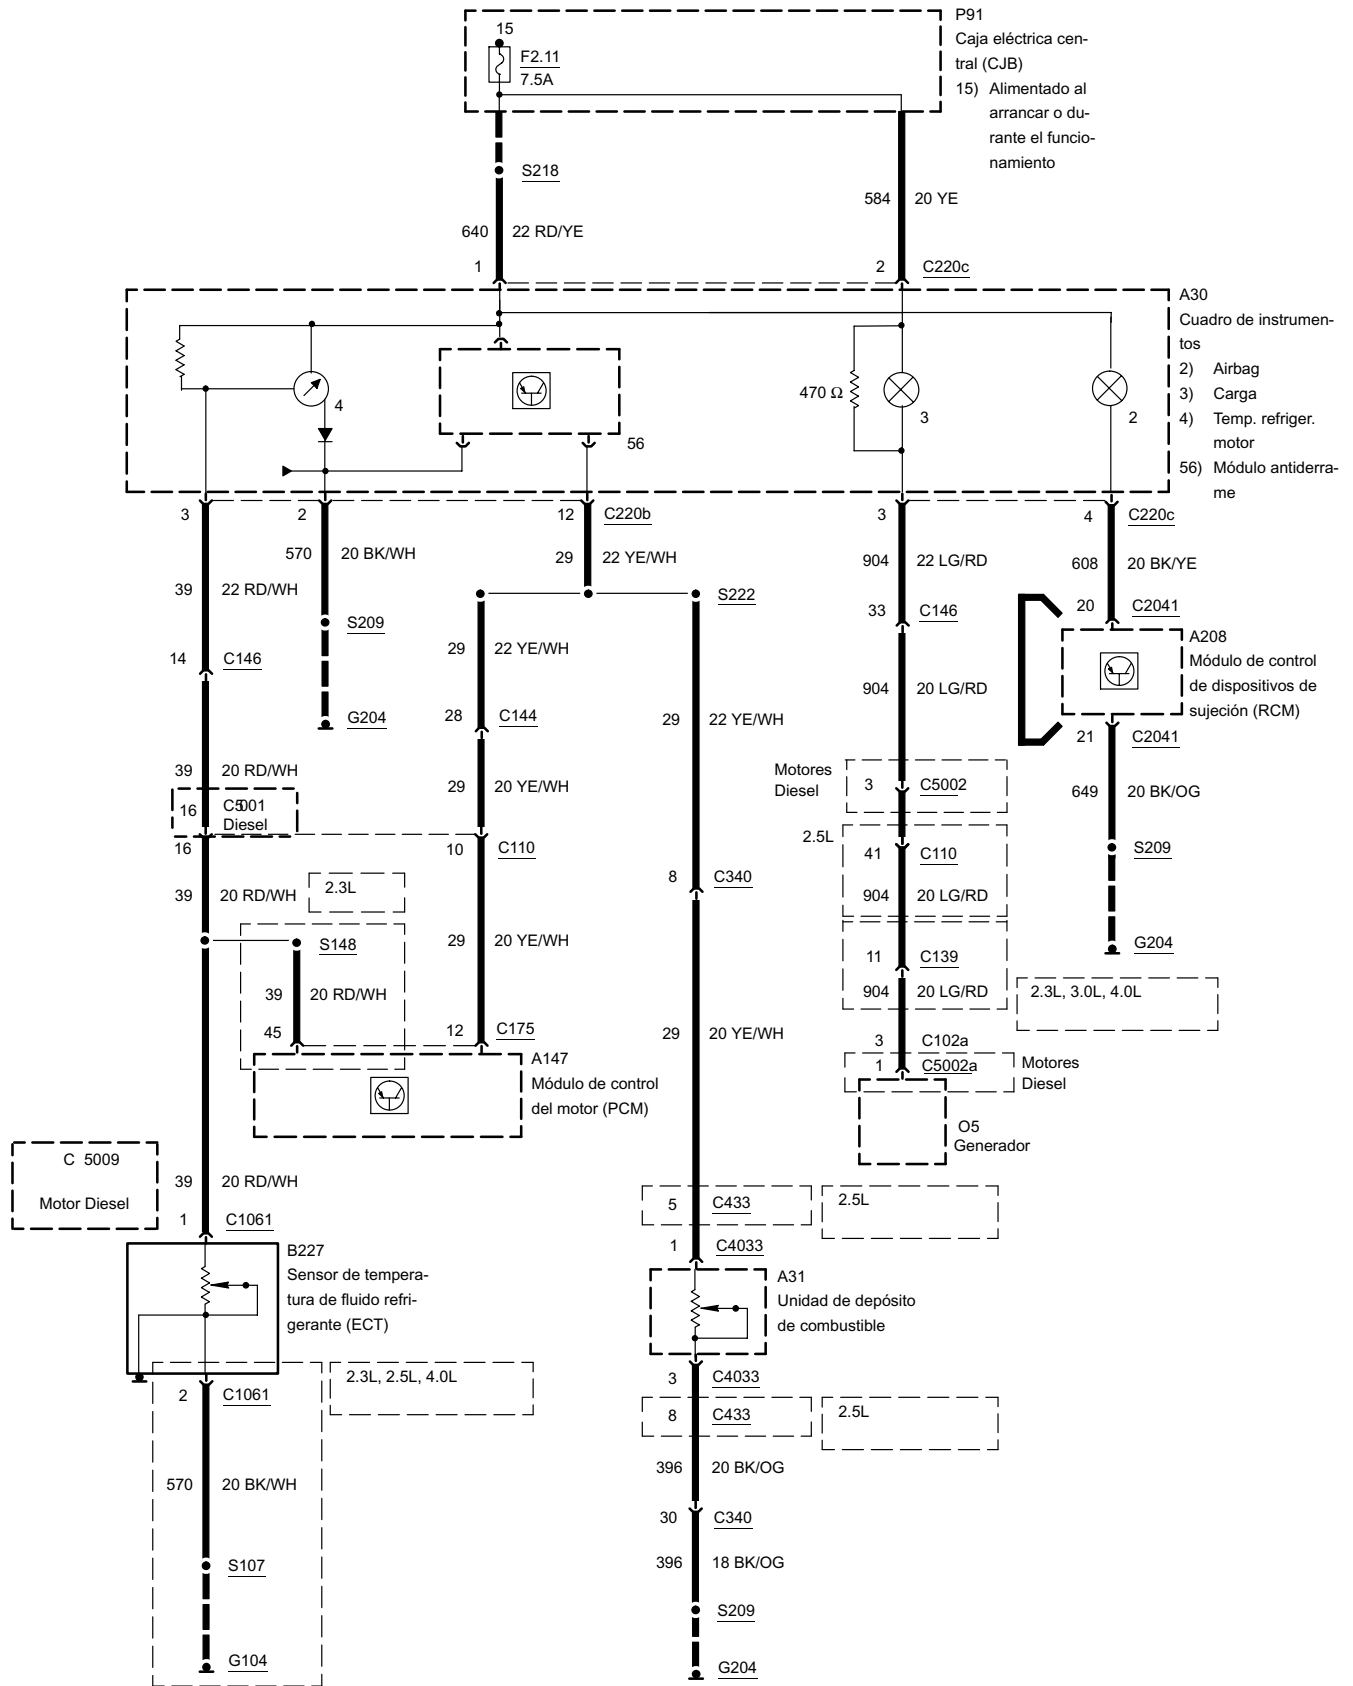 P91
Caja eléctrica cen-
tral (CJB)
15) Alimentado al
arrancar o du-
rante el funcio-
namiento
15
F2.11
7.5A
S218
584 20 YE
640 22 RD/YE
1
2 C220c
A30
Cuadro de instrumen-
tos
2) Airbag
3) Carga
4) Temp. refriger.
motor
56) Módulo antiderra-
me
470 Ω
4
3
2
56
3
2
12 C220b
3
4 C220c
570 20 BK/WH
29 22 YE/WH
904 22 LG/RD
608 20 BK/YE
39 22 RD/WH
S222
33 C146
20 C2041
S209
A208
Módulo de control
de dispositivos de
sujeción (RCM)
29 22 YE/WH
14 C146
904 20 LG/RD
G204
28 C144
29 22 YE/WH
21 C2041
39 20 RD/WH
29 20 YE/WH
Motores
Diesel
3 C5002
649 20 BK/OG
16 C5001
Diesel
2.5L
16
10 C110
41 C110
S209
8 C340
39 20 RD/WH
2.3L
904 20 LG/RD
S148
29 20 YE/WH
11 C139
G204
39 20 RD/WH
904 20 LG/RD
2.3L, 3.0L, 4.0L
45
12 C175
29 20 YE/WH
3 C102a
1 C5002a
Motores
Diesel
A147
Módulo de control
del motor (PCM)
O5
Generador
C 5009
Motor Diesel
39 20 RD/WH
1 C1061
5 C433
2.5L
1 C4033
B227
Sensor de tempera-
tura de fluido refri-
gerante (ECT)
A31
Unidad de depósito
de combustible
2 C1061
2.3L, 2.5L, 4.0L
3 C4033
8 C433
2.5L
570 20 BK/WH
396 20 BK/OG
30 C340
S107
396 18 BK/OG
S209
G104
G204